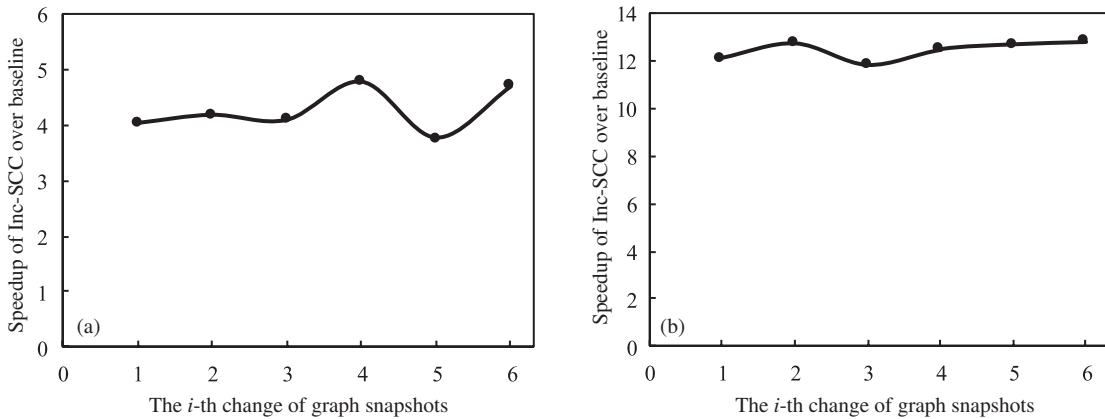 Speedup of Inc-SCC over baseline
6
5
4
3
2
1
0
(a)
0 1 2 3 4 5 6
The i-th change of graph snapshots
Speedup of Inc-SCC over baseline
14
12
10
8
6
4
2
0
(b)
0 1 2 3 4 5 6
The i-th change of graph snapshots